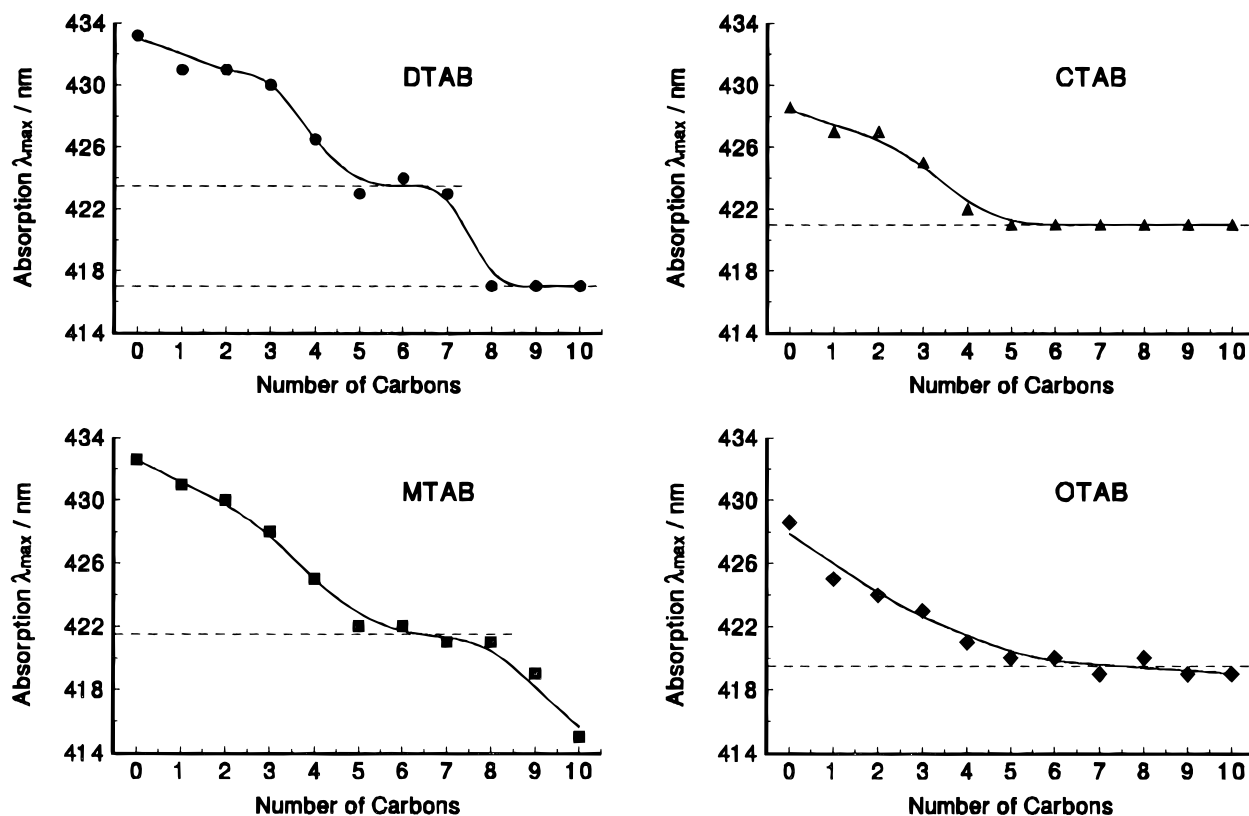 434
430
426
422
418
414
Absorption λmax / nm
DTAB
0 1 2 3 4 5 6 7 8 9 10
Number of Carbons
434
430
426
422
418
414
Absorption λmax / nm
CTAB
0 1 2 3 4 5 6 7 8 9 10
Number of Carbons
434
430
426
422
418
414
Absorption λmax / nm
MTAB
0 1 2 3 4 5 6 7 8 9 10
Number of Carbons
434
430
426
422
418
414
Absorption λmax / nm
OTAB
0 1 2 3 4 5 6 7 8 9 10
Number of Carbons